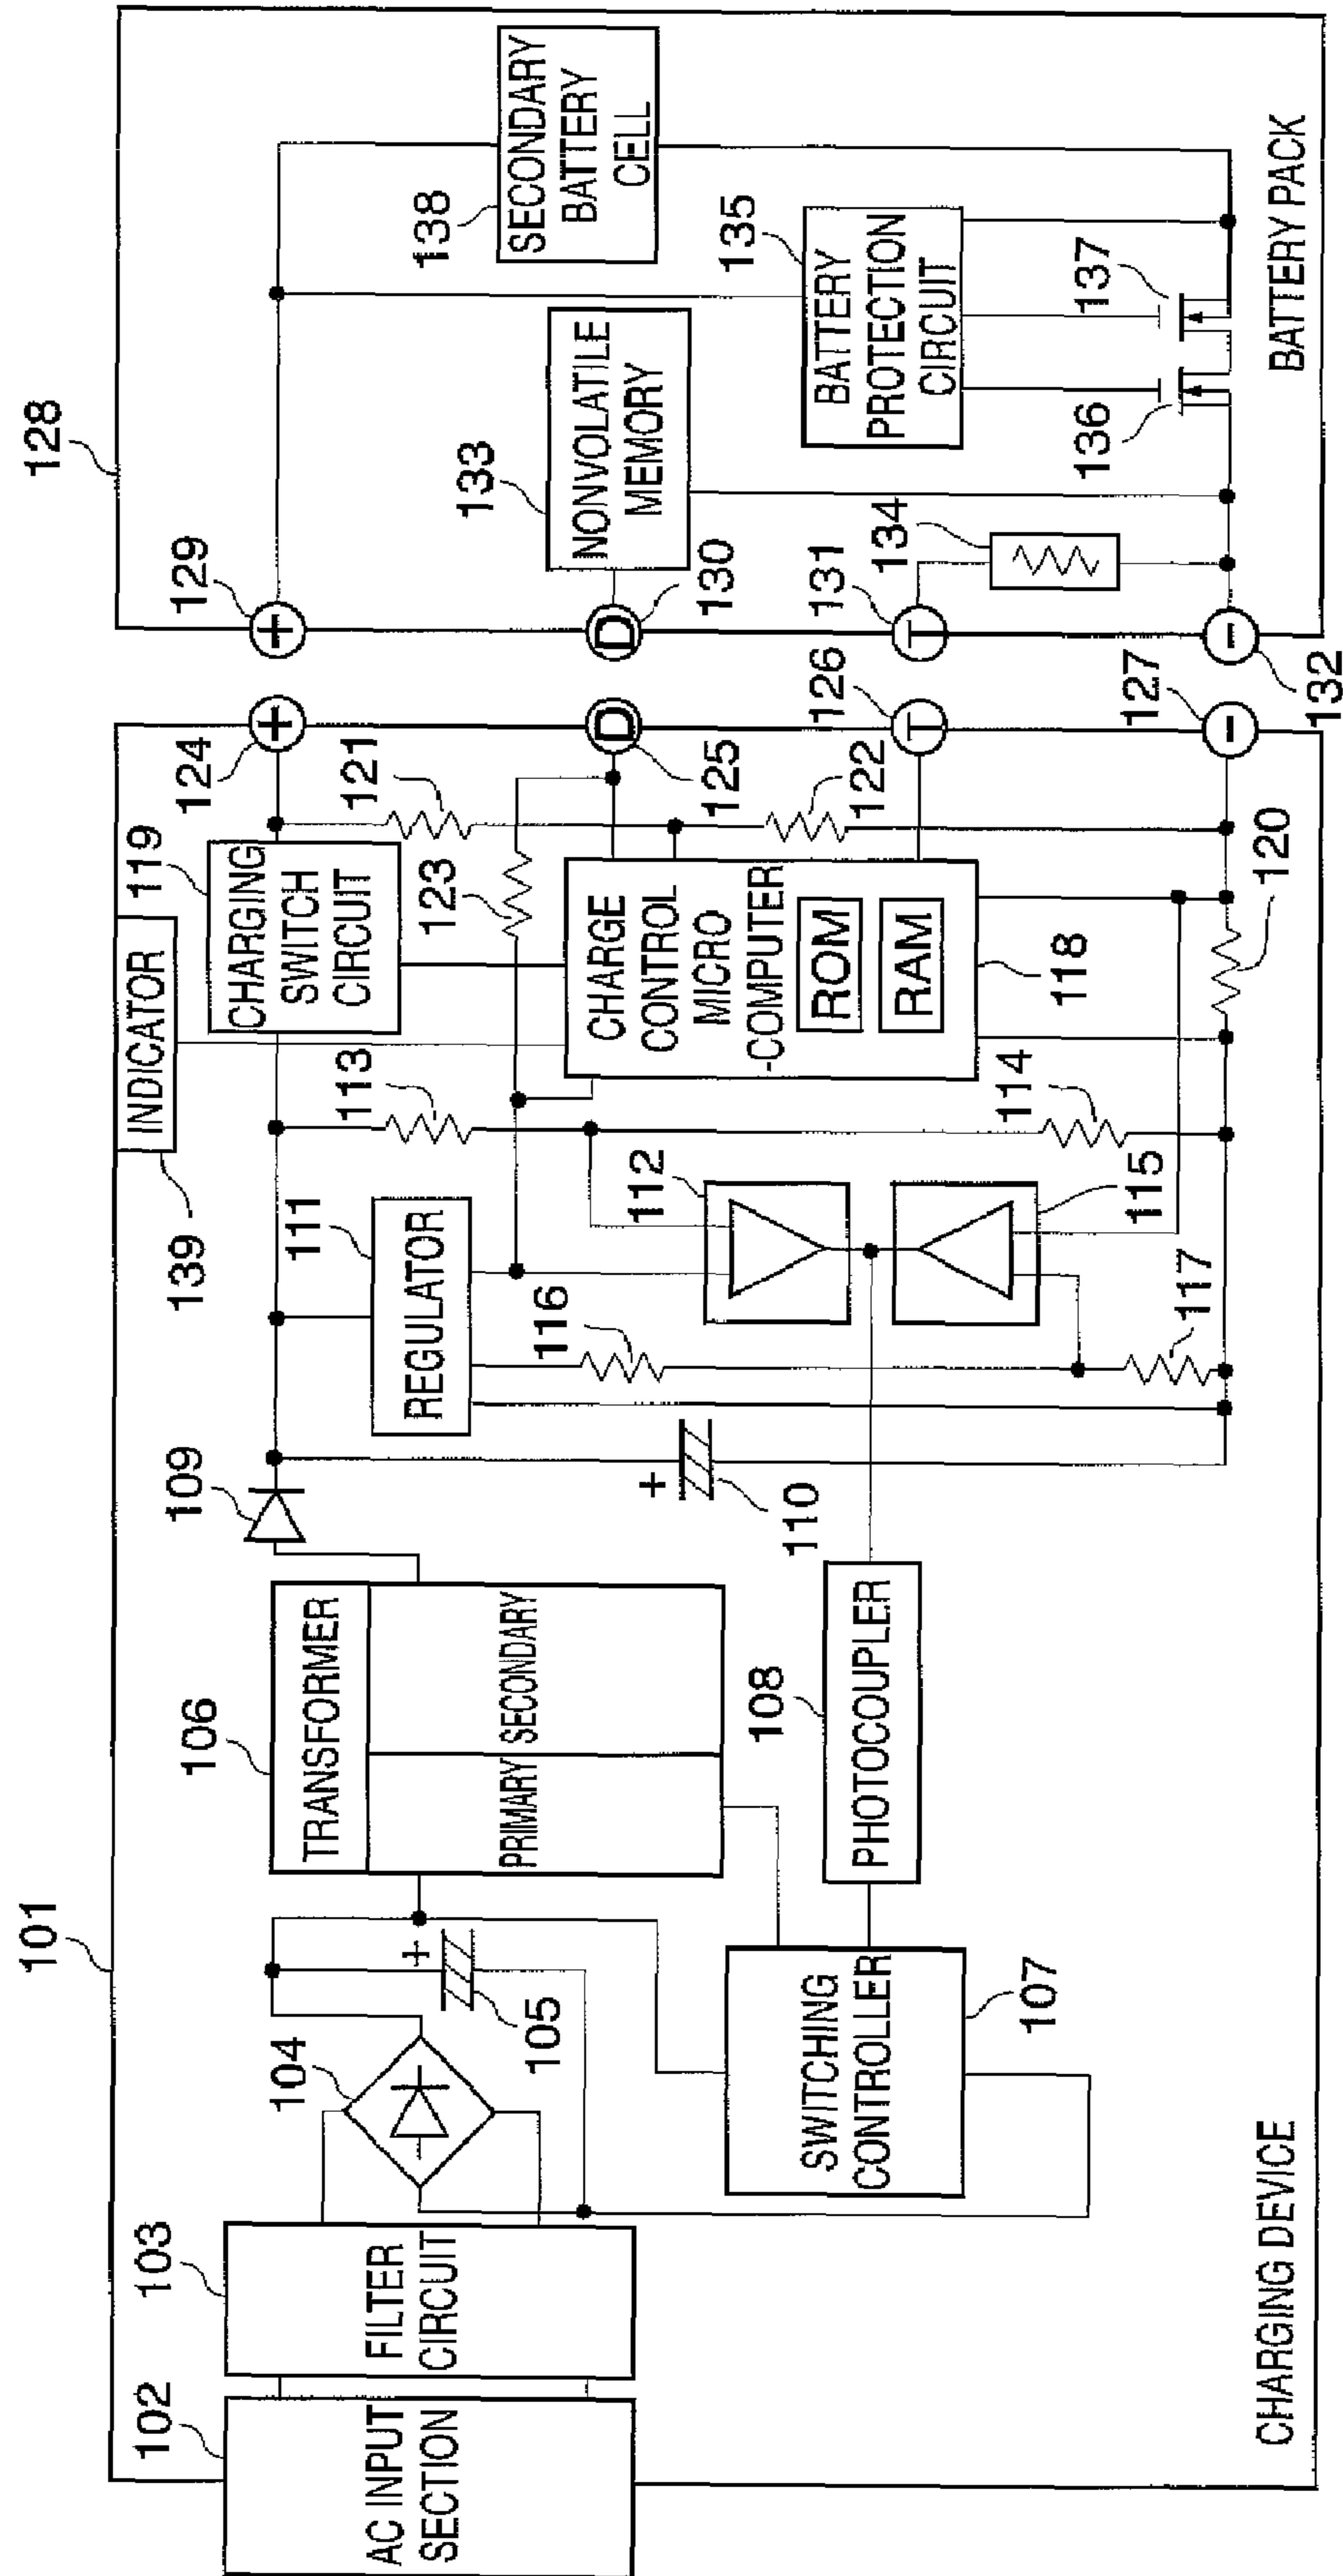 101
128
102
AC INPUT
SECTION
103
FILTER
CIRCUIT
104
105
+
106
TRANSFORMER
PRIMARY
SECONDARY
107
SWITCHING
CONTROLLER
108
PHOTOCOUPLER
109
110
+
111
REGULATOR
112
113
114
115
116
117
139
INDICATOR
119
CHARGING
SWITCH
CIRCUIT
CHARGE
CONTROL
MICRO
-COMPUTER
ROM
RAM
118
120
121
122
123
124
+
D
125
126
T
127
−
CHARGING DEVICE
129
+
D
130
131
T
−
132
133
NONVOLATILE
MEMORY
134
135
BATTERY
PROTECTION
CIRCUIT
136
137
138
SECONDARY
BATTERY
CELL
BATTERY PACK